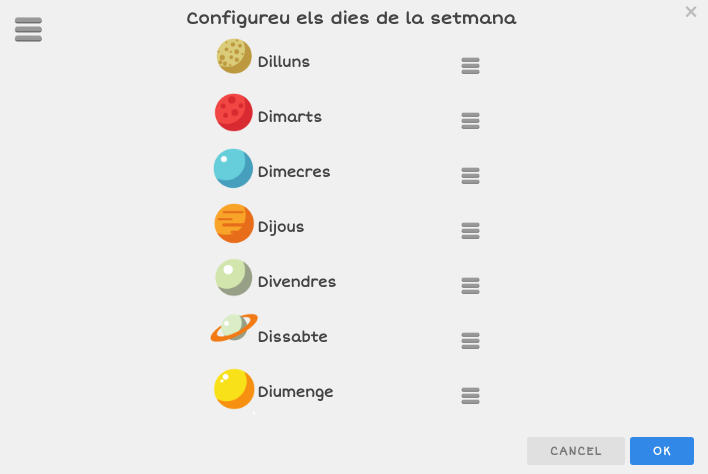 Configureu els dies de la setmana
Dilluns
Dimarts
Dimecres
Dijous
Divendres
Dissabte
Diumenge
CANCEL
OK